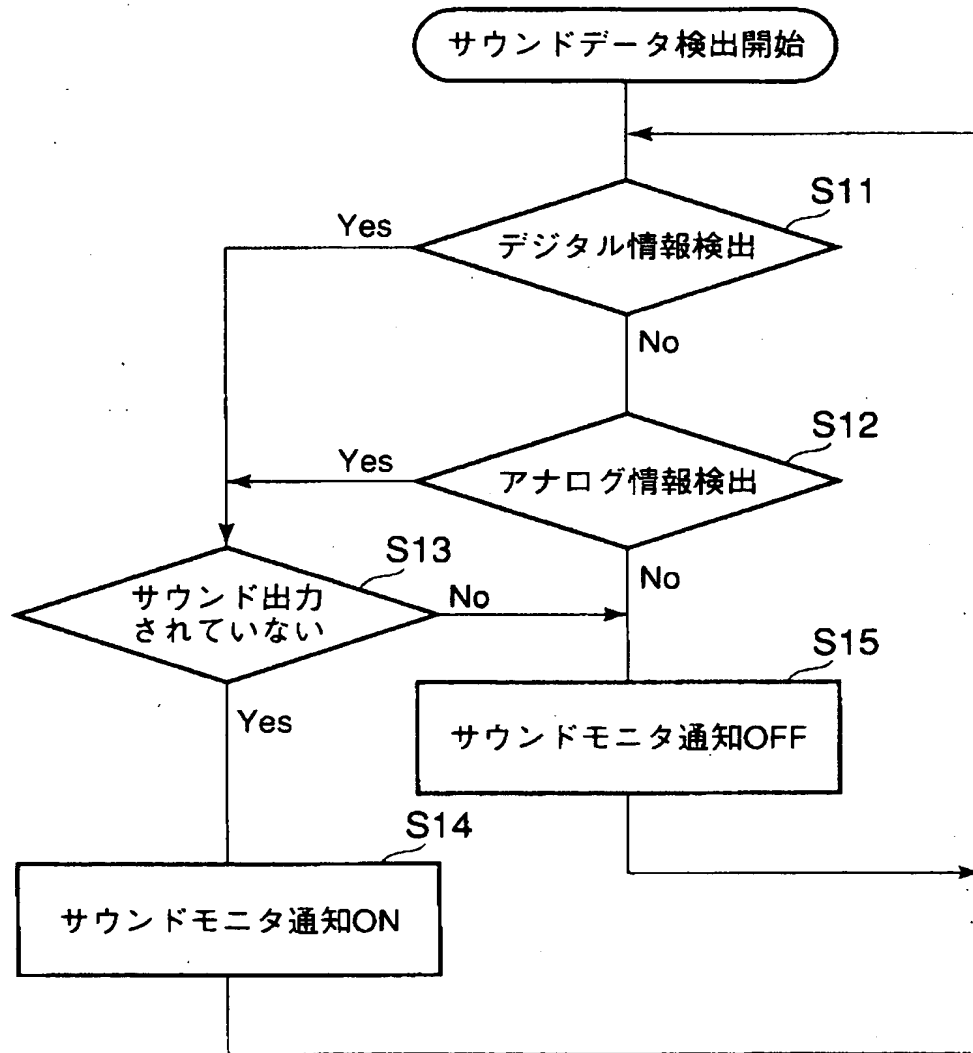 サウンドデータ検出開始
S11
Yes
デジタル情報検出
No
S12
Yes
アナログ情報検出
No
S13
サウンド出力
されていない
No
Yes
S15
サウンドモニタ通知OFF
S14
サウンドモニタ通知ON